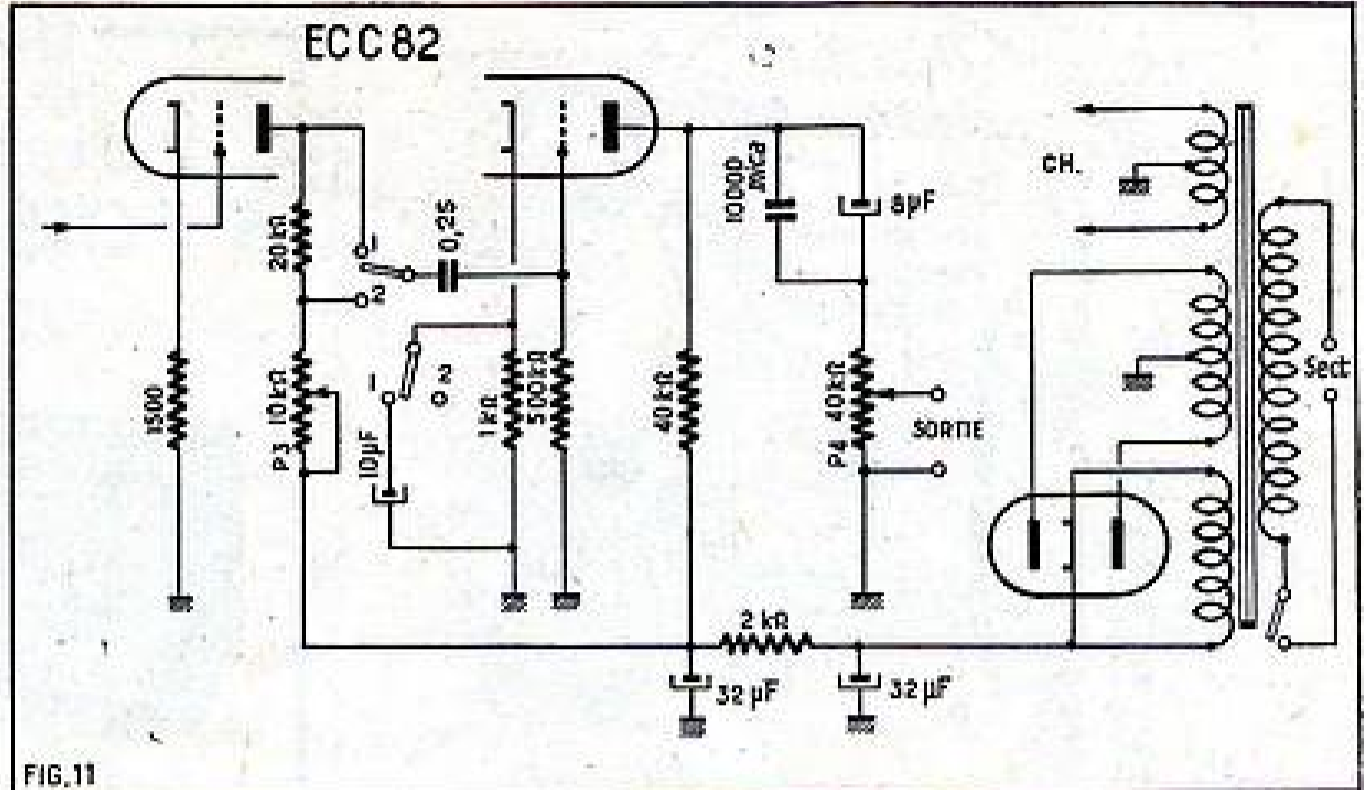 ECC82
1000p
mica
8µF
CH.
20kΩ
1
2
0,25
Sect
1500
P3 10kΩ
1
2
10µF
1kΩ
500kΩ
40kΩ
P4 40kΩ
SORTIE
2 kΩ
32 µF
32 µF
FIG.11